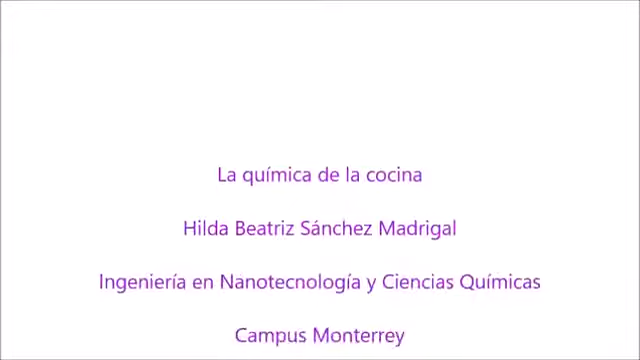 La química de la cocina
Hilda Beatriz Sánchez Madrigal
Ingeniería en Nanotecnología y Ciencias Químicas
Campus Monterrey